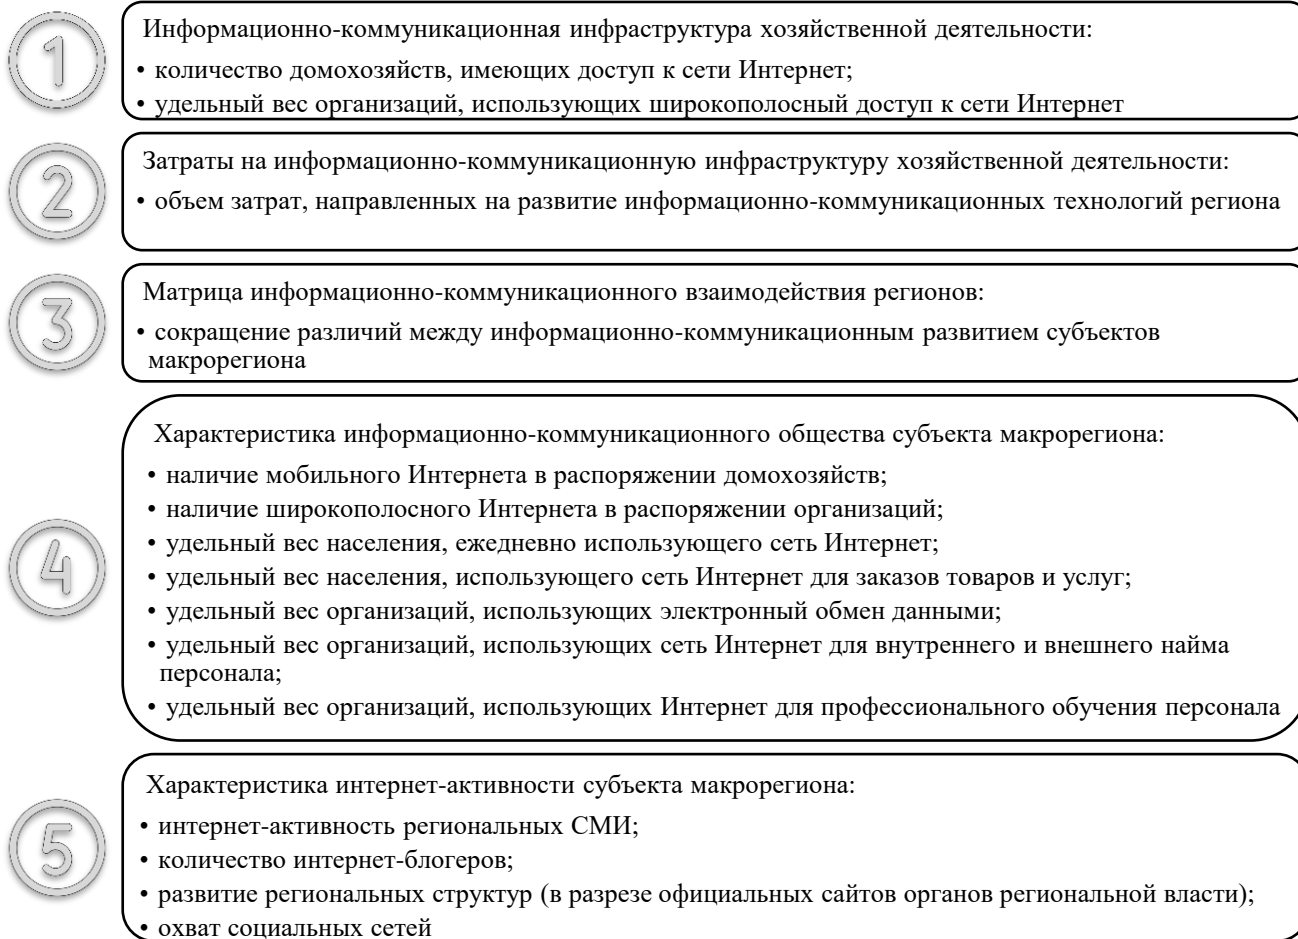 1
Информационно-коммуникационная инфраструктура хозяйственной деятельности:
• количество домохозяйств, имеющих доступ к сети Интернет;
• удельный вес организаций, использующих широкополосный доступ к сети Интернет
2
Затраты на информационно-коммуникационную инфраструктуру хозяйственной деятельности:
• объем затрат, направленных на развитие информационно-коммуникационных технологий региона
3
Матрица информационно-коммуникационного взаимодействия регионов:
• сокращение различий между информационно-коммуникационным развитием субъектов
макрорегиона
4
Характеристика информационно-коммуникационного общества субъекта макрорегиона:
• наличие мобильного Интернета в распоряжении домохозяйств;
• наличие широкополосного Интернета в распоряжении организаций;
• удельный вес населения, ежедневно использующего сеть Интернет;
• удельный вес населения, использующего сеть Интернет для заказов товаров и услуг;
• удельный вес организаций, использующих электронный обмен данными;
• удельный вес организаций, использующих сеть Интернет для внутреннего и внешнего найма
персонала;
• удельный вес организаций, использующих Интернет для профессионального обучения персонала
5
Характеристика интернет-активности субъекта макрорегиона:
• интернет-активность региональных СМИ;
• количество интернет-блогеров;
• развитие региональных структур (в разрезе официальных сайтов органов региональной власти);
• охват социальных сетей